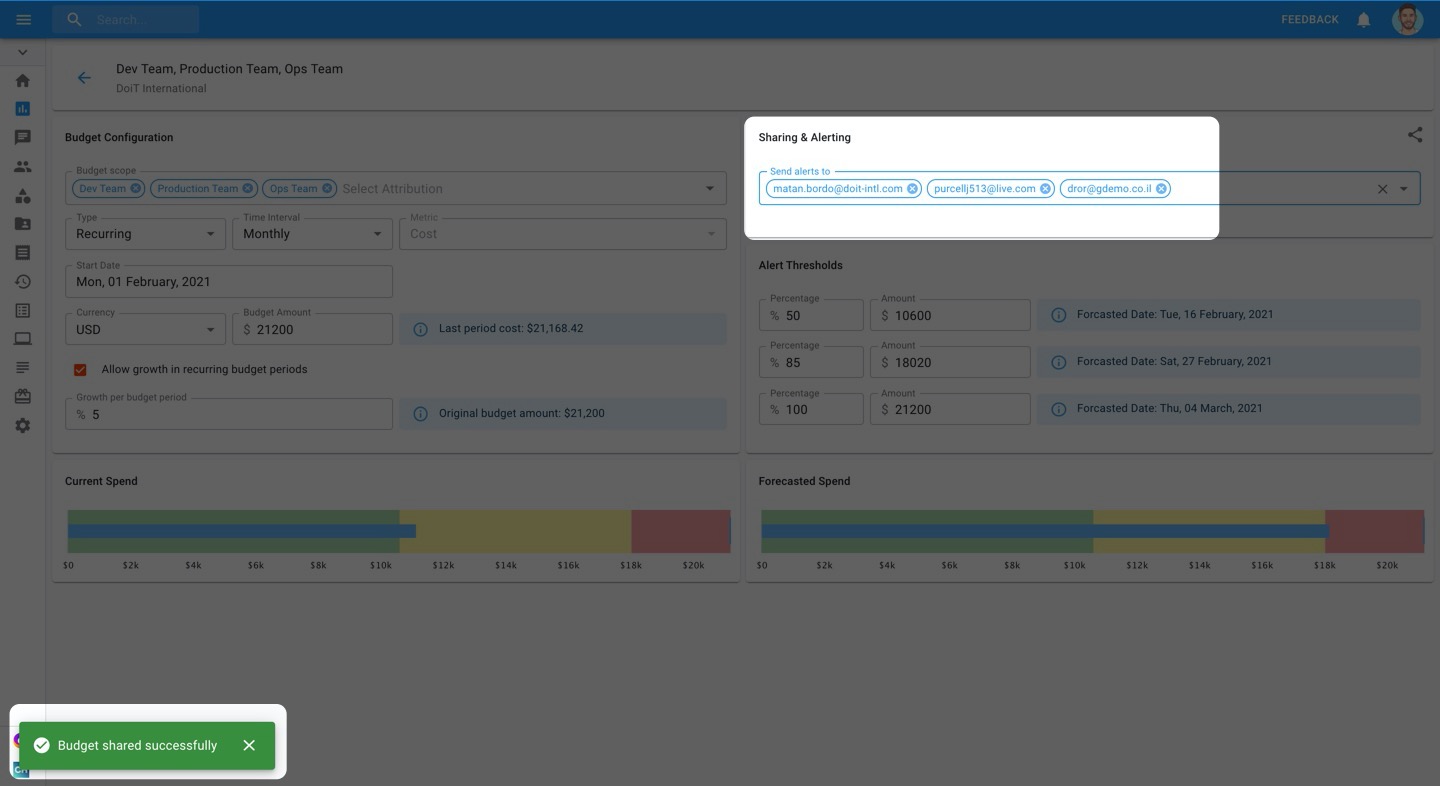 Search...
FEEDBACK
Dev Team, Production Team, Ops Team
DoiT International
Budget Configuration
Budget scope
Dev Team Production Team Ops Team Select Attribution
Type
Recurring
Time Interval
Monthly
Metric
Cost
Start Date
Mon, 01 February, 2021
Currency
USD
Budget Amount
$ 21200
Last period cost: $21,168.42
Allow growth in recurring budget periods
Growth per budget period
% 5
Original budget amount: $21,200
Sharing & Alerting
Send alerts to
matan.bordo@doit-intl.com purcellj513@live.com dror@gdemo.co.il
Alert Thresholds
Percentage
% 50
Amount
$ 10600
Forcasted Date: Tue, 16 February, 2021
Percentage
% 85
Amount
$ 18020
Forcasted Date: Sat, 27 February, 2021
Percentage
% 100
Amount
$ 21200
Forcasted Date: Thu, 04 March, 2021
Current Spend
$0 $2k $4k $6k $8k $10k $12k $14k $16k $18k $20k
Forecasted Spend
$0 $2k $4k $6k $8k $10k $12k $14k $16k $18k $20k
Budget shared successfully